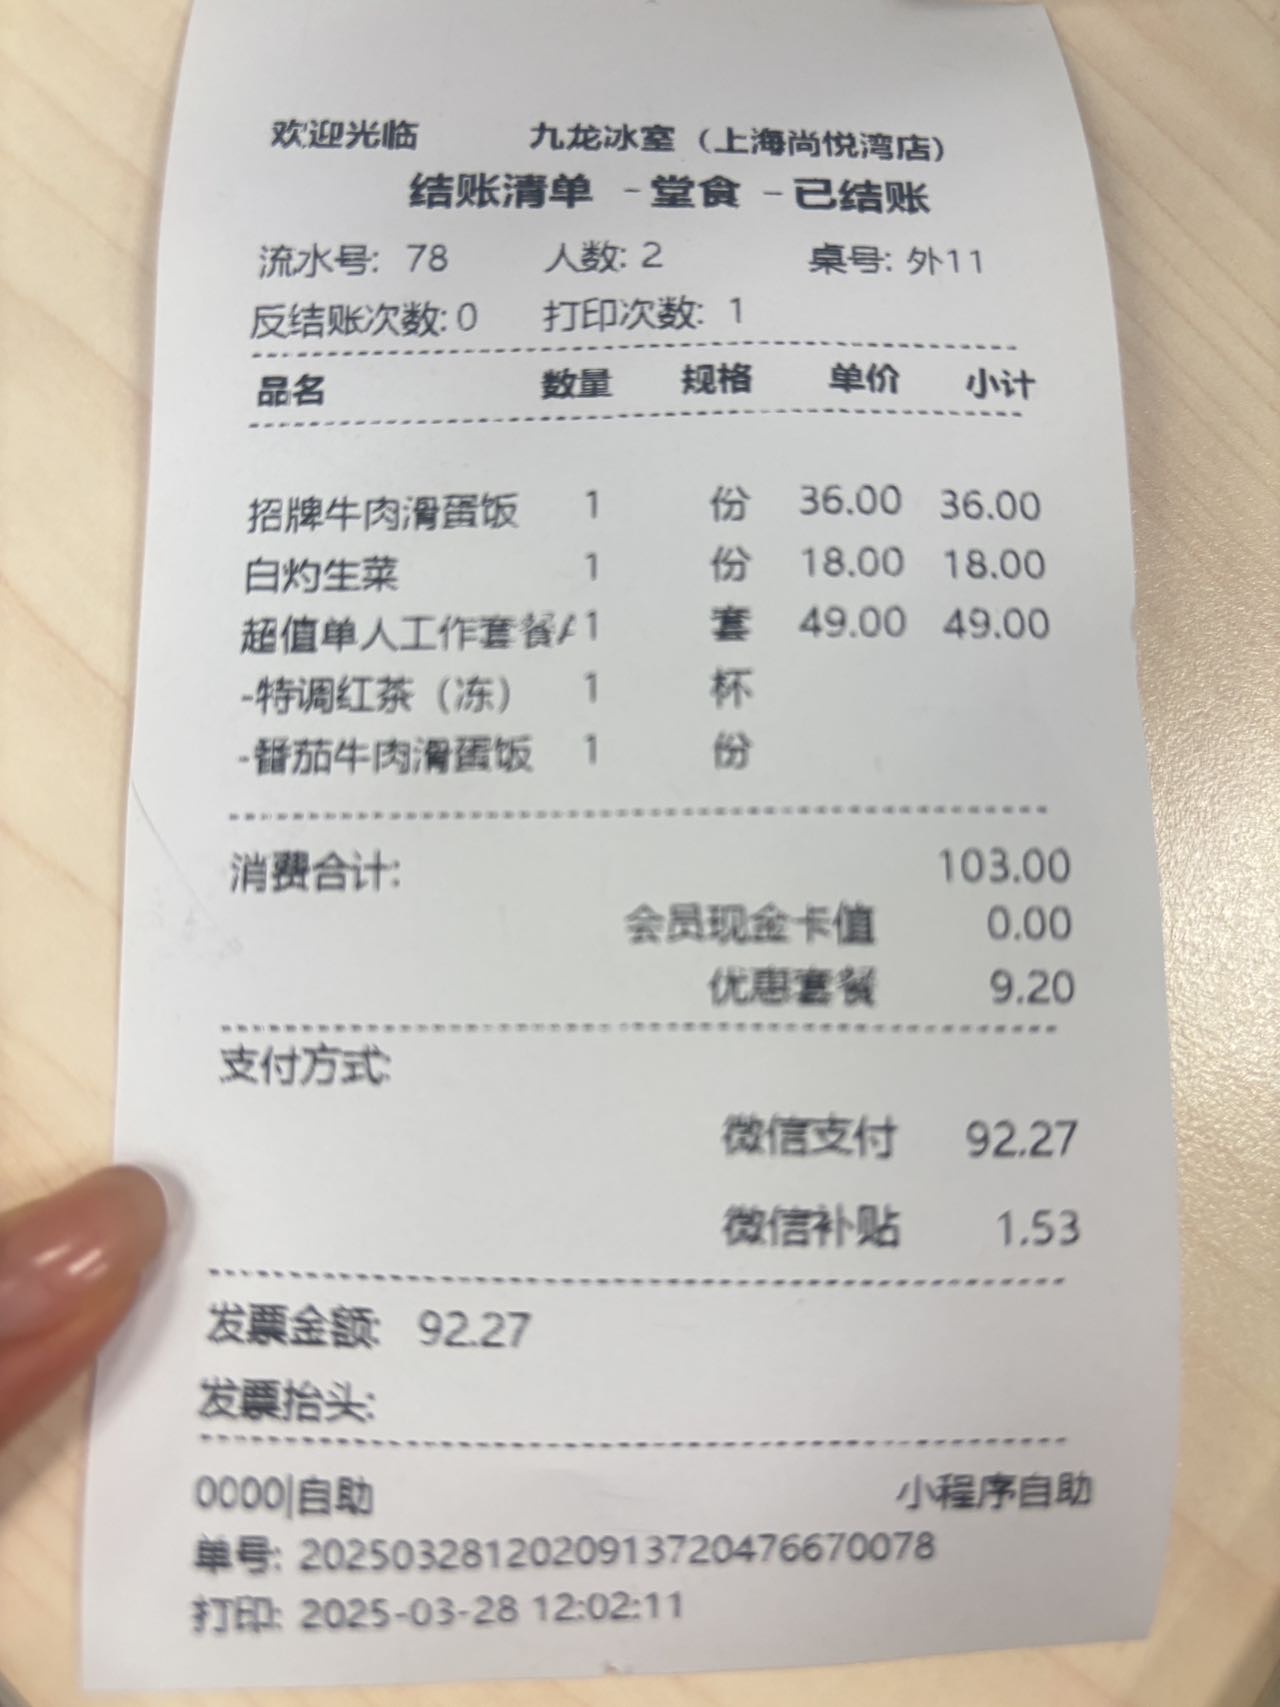 欢迎光临 九龙冰室（上海尚悦湾店）
结账清单 - 堂食 - 已结账
流水号: 78 人数: 2 桌号: 外11
反结账次数: 0 打印次数: 1
品名 数量 规格 单价 小计
招牌牛肉滑蛋饭 1 份 36.00 36.00
白灼生菜 1 份 18.00 18.00
超值单人工作套餐A 1 套 49.00 49.00
-特调红茶（冻） 1 杯
-番茄牛肉滑蛋饭 1 份
消费合计: 103.00
会员现金卡值 0.00
优惠套餐 9.20
支付方式:
微信支付 92.27
微信补贴 1.53
发票金额: 92.27
发票抬头:
0000|自助 小程序自助
单号: 2025032812020913720476670078
打印: 2025-03-28 12:02:11